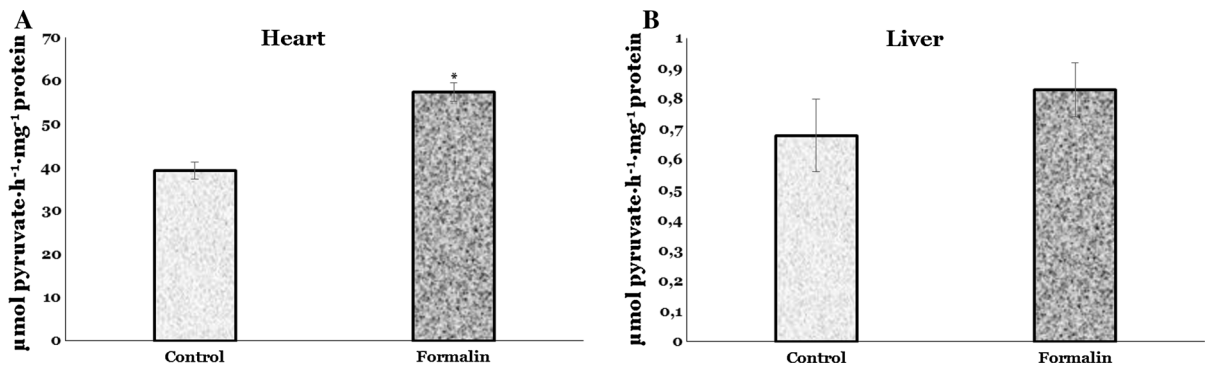 A
Heart
µmol pyruvate·h⁻¹·mg⁻¹ protein
70
60
50
40
30
20
10
0
*
Control
Formalin
B
Liver
µmol pyruvate·h⁻¹·mg⁻¹ protein
1
0,9
0,8
0,7
0,6
0,5
0,4
0,3
0,2
0,1
0
Control
Formalin